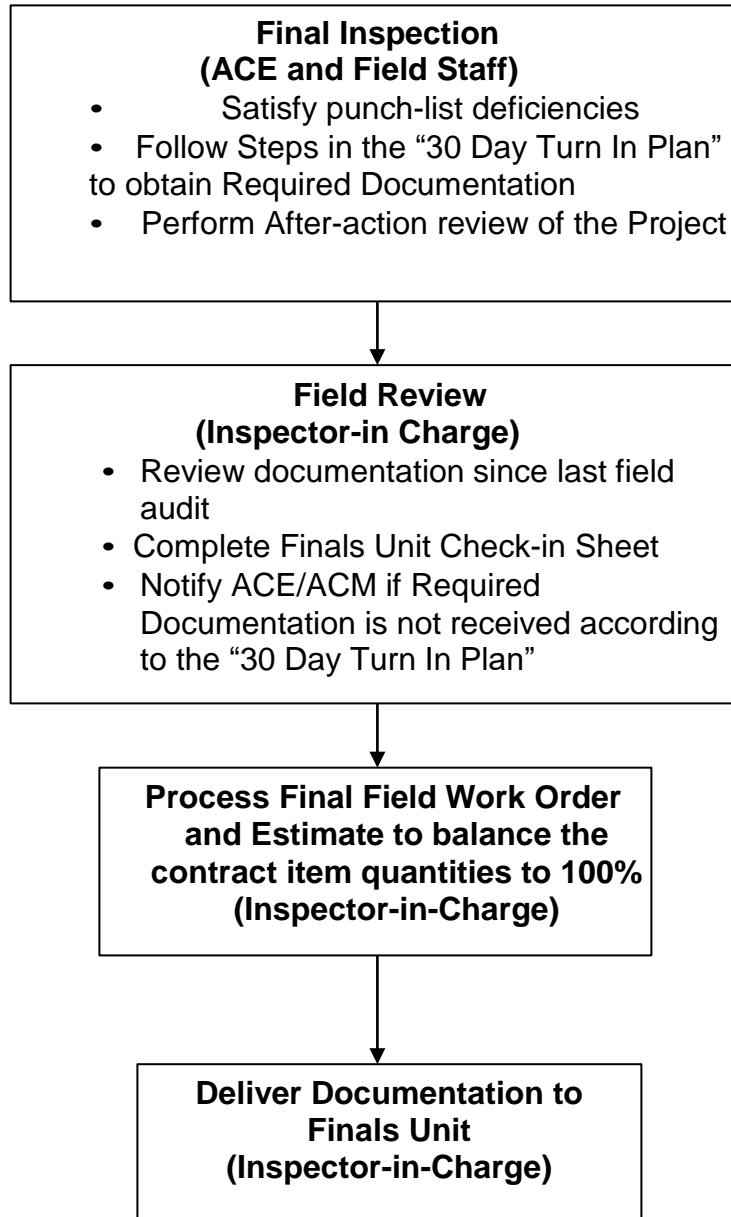 Final Inspection
(ACE and Field Staff)
• Satisfy punch-list deficiencies
• Follow Steps in the “30 Day Turn In Plan”
to obtain Required Documentation
• Perform After-action review of the Project
Field Review
(Inspector-in Charge)
• Review documentation since last field
audit
• Complete Finals Unit Check-in Sheet
• Notify ACE/ACM if Required
Documentation is not received according
to the “30 Day Turn In Plan”
Process Final Field Work Order
and Estimate to balance the
contract item quantities to 100%
(Inspector-in-Charge)
Deliver Documentation to
Finals Unit
(Inspector-in-Charge)